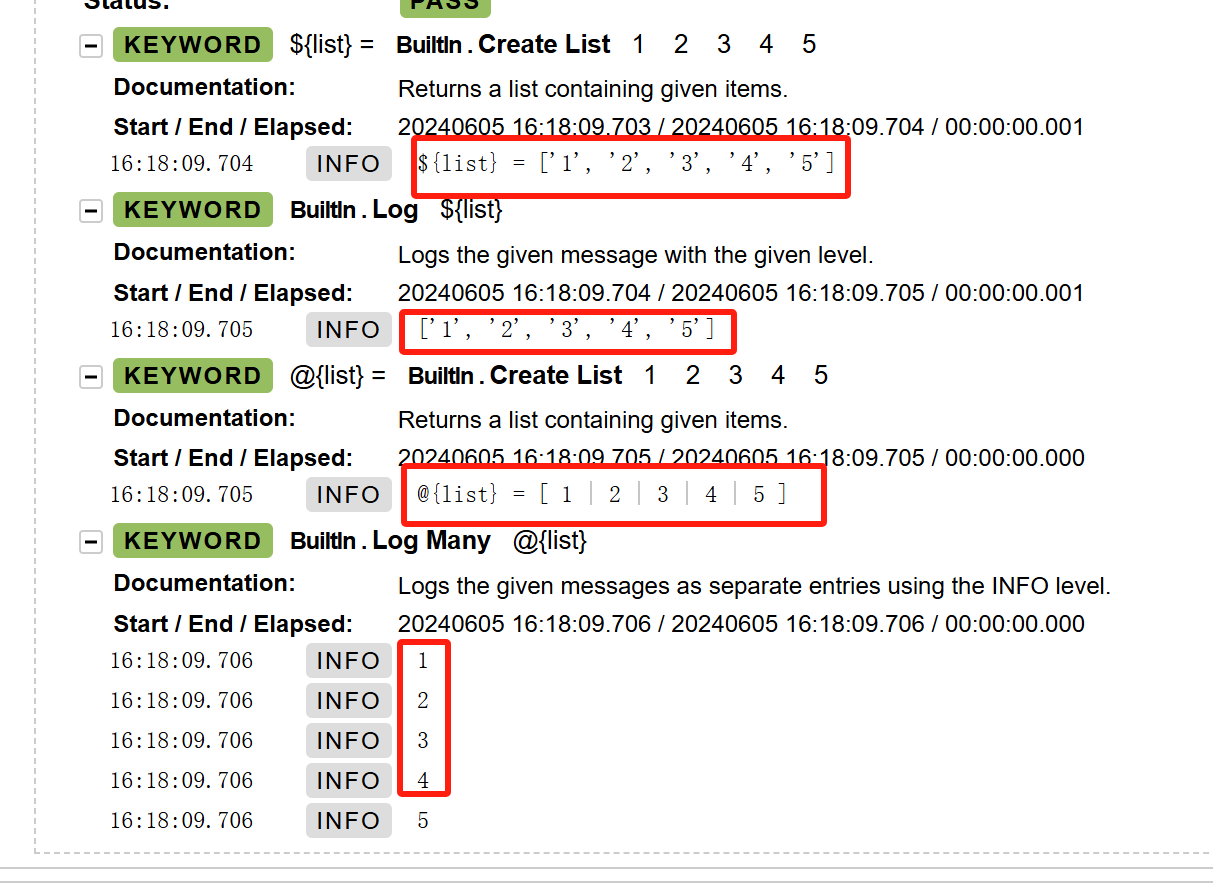 Status: PASS
KEYWORD ${list} = BuiltIn . Create List 1 2 3 4 5
Documentation: Returns a list containing given items.
Start / End / Elapsed: 20240605 16:18:09.703 / 20240605 16:18:09.704 / 00:00:00.001
16:18:09.704 INFO ${list} = ['1', '2', '3', '4', '5']
KEYWORD BuiltIn . Log ${list}
Documentation: Logs the given message with the given level.
Start / End / Elapsed: 20240605 16:18:09.704 / 20240605 16:18:09.705 / 00:00:00.001
16:18:09.705 INFO ['1', '2', '3', '4', '5']
KEYWORD @{list} = BuiltIn . Create List 1 2 3 4 5
Documentation: Returns a list containing given items.
Start / End / Elapsed: 20240605 16:18:09.705 / 20240605 16:18:09.705 / 00:00:00.000
16:18:09.705 INFO @{list} = [ 1 | 2 | 3 | 4 | 5 ]
KEYWORD BuiltIn . Log Many @{list}
Documentation: Logs the given messages as separate entries using the INFO level.
Start / End / Elapsed: 20240605 16:18:09.706 / 20240605 16:18:09.706 / 00:00:00.000
16:18:09.706 INFO 1
16:18:09.706 INFO 2
16:18:09.706 INFO 3
16:18:09.706 INFO 4
16:18:09.706 INFO 5